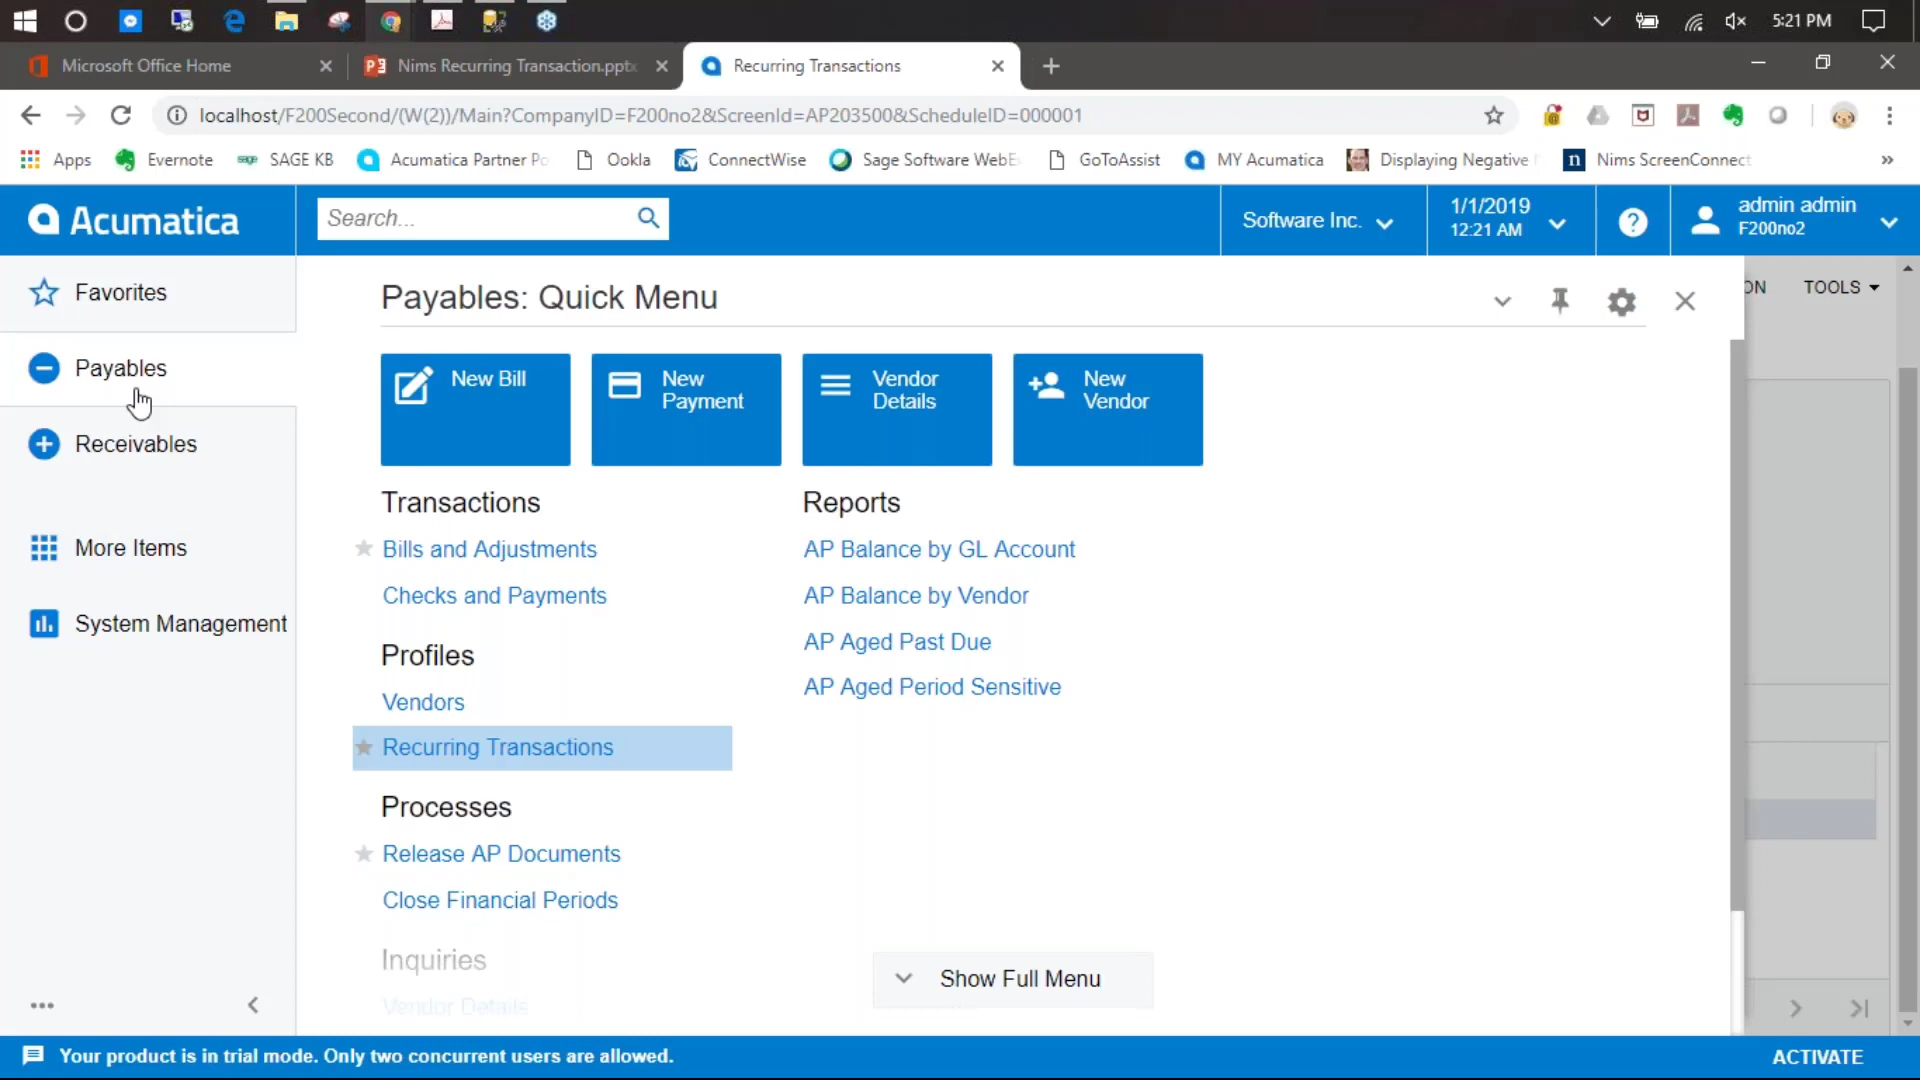 5:21 PM
Microsoft Office Home
Nims Recurring Transaction.pptx
Recurring Transactions
localhost/F200Second/(W(2))/Main?CompanyID=F200no2&ScreenId=AP203500&ScheduleID=000001
Apps
Evernote
SAGE KB
Acumatica Partner Po
Ookla
ConnectWise
Sage Software WebE
GoToAssist
MY Acumatica
Displaying Negative
Nims ScreenConnect
Acumatica
Search...
Software Inc.
1/1/2019
12:21 AM
admin admin
F200no2
Favorites
Payables
Receivables
More Items
System Management
Payables: Quick Menu
ON
TOOLS
New Bill
New
Payment
Vendor
Details
New
Vendor
Transactions
Bills and Adjustments
Checks and Payments
Profiles
Vendors
Recurring Transactions
Processes
Release AP Documents
Close Financial Periods
Inquiries
Vendor Details
Reports
AP Balance by GL Account
AP Balance by Vendor
AP Aged Past Due
AP Aged Period Sensitive
Show Full Menu
Your product is in trial mode. Only two concurrent users are allowed.
ACTIVATE